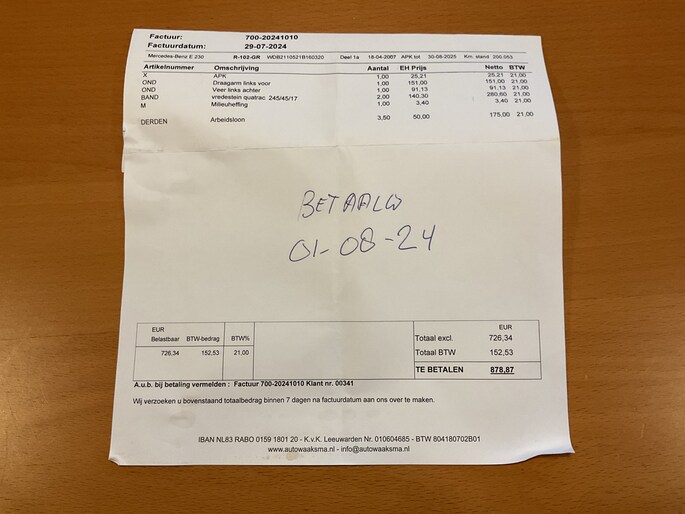 Factuur: 700-20241010
Factuurdatum: 29-07-2024
Mercedes-Benz E 230 R-102-GR WDB2110521B160320 Deel 1a 18-04-2007 APK tot 30-08-2025 Km. stand 200.053
Artikelnummer Omschrijving Aantal EH Prijs Netto BTW
X APK 1,00 25,21 25,21 21,00
OND Draagarm links voor 1,00 151,00 151,00 21,00
OND Veer links achter 1,00 91,13 91,13 21,00
BAND vredestein quatrac 245/45/17 2,00 140,30 280,60 21,00
M Milieuheffing 1,00 3,40 3,40 21,00
DERDEN Arbeidsloon 3,50 50,00 175,00 21,00
BETAALD
01-08-24
EUR
Belastbaar BTW-bedrag BTW%
726,34 152,53 21,00
EUR
Totaal excl. 726,34
Totaal BTW 152,53
TE BETALEN 878,87
A.u.b. bij betaling vermelden : Factuur 700-20241010 Klant nr. 00341
Wij verzoeken u bovenstaand totaalbedrag binnen 7 dagen na factuurdatum aan ons over te maken.
IBAN NL83 RABO 0159 1801 20 - K.v.K. Leeuwarden Nr. 010604685 - BTW 804180702B01
www.autowaaksma.nl - info@autowaaksma.nl